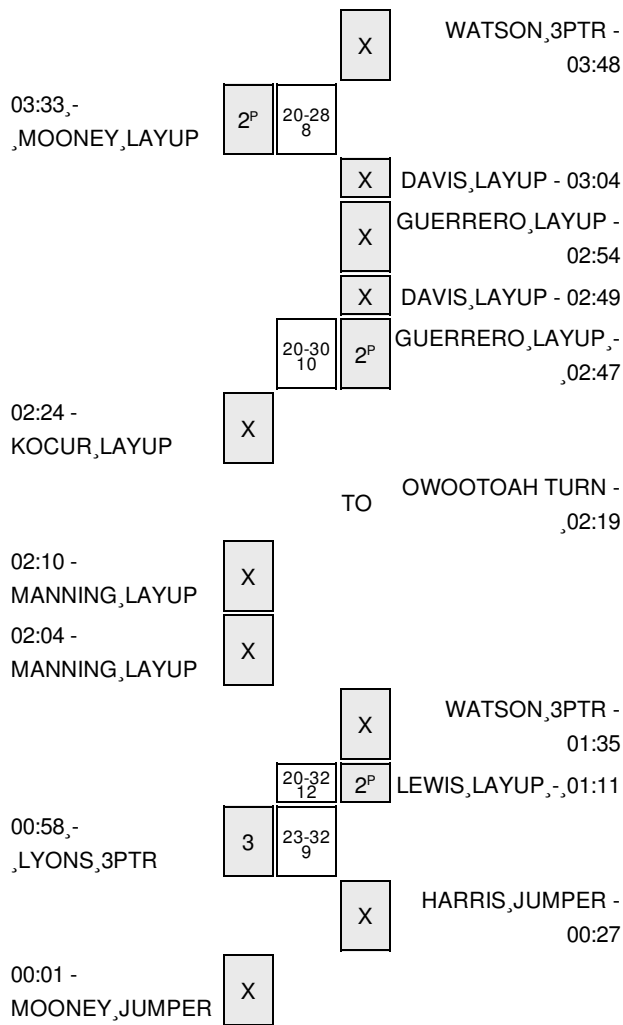 X WATSON¸3PTR -
03:48
03:33¸-
¸MOONEY¸LAYUP 2ᴾ 20-28
8
X DAVIS¸LAYUP - 03:04
X GUERRERO¸LAYUP -
02:54
X DAVIS¸LAYUP - 02:49
20-30
10 2ᴾ GUERRERO¸LAYUP¸-
¸02:47
02:24 -
KOCUR¸LAYUP X
TO OWOOTOAH TURN -
¸02:19
02:10 -
MANNING¸LAYUP X
02:04 -
MANNING¸LAYUP X
X WATSON¸3PTR -
01:35
20-32
12 2ᴾ LEWIS¸LAYUP¸-¸01:11
00:58¸-
¸LYONS¸3PTR 3 23-32
9
X HARRIS¸JUMPER -
00:27
00:01 -
MOONEY¸JUMPER X